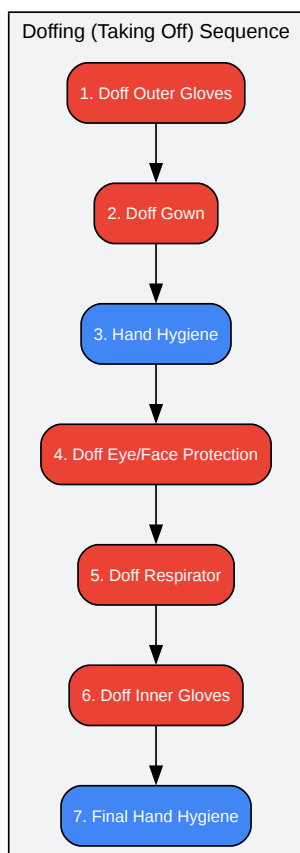 Doffing (Taking Off) Sequence
1. Doff Outer Gloves
2. Doff Gown
3. Hand Hygiene
4. Doff Eye/Face Protection
5. Doff Respirator
6. Doff Inner Gloves
7. Final Hand Hygiene